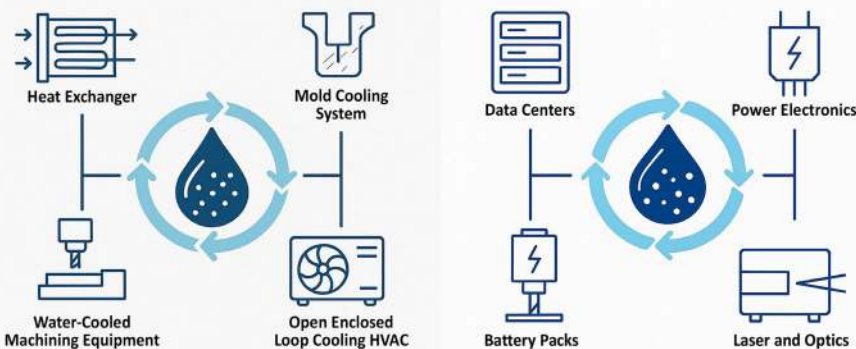 Heat Exchanger
Mold Cooling
System
Data Centers
Power Electronics
Water-Cooled
Machining Equipment
Open Enclosed
Loop Cooling HVAC
Battery Packs
Laser and Optics